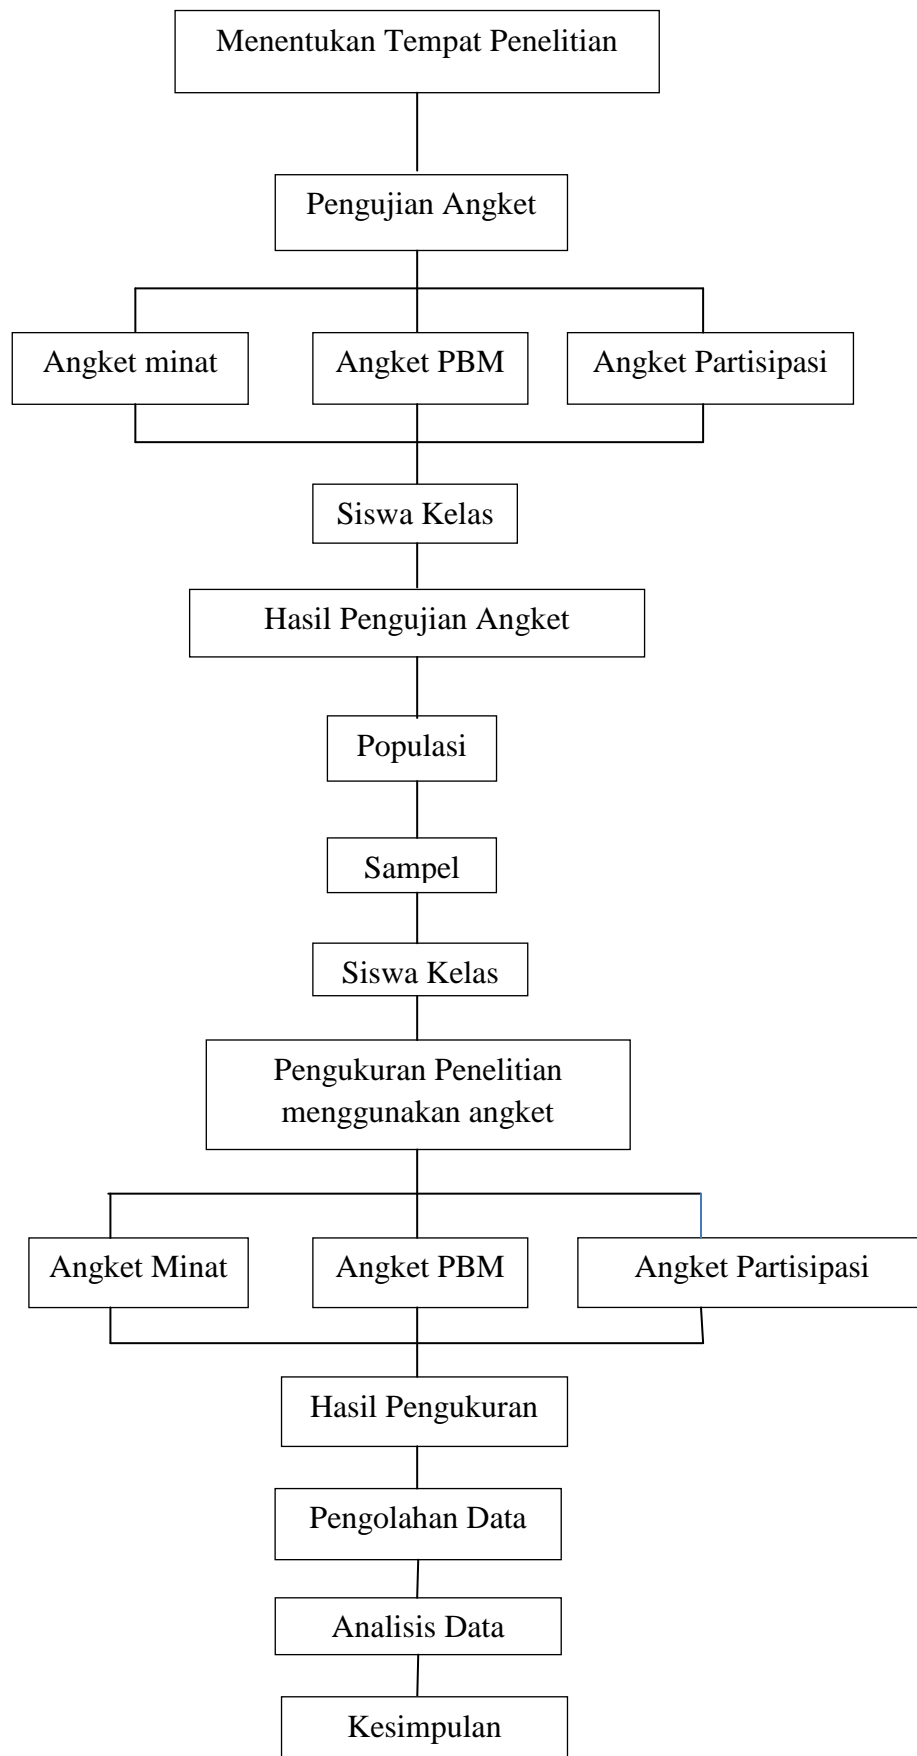 Menentukan Tempat Penelitian
Pengujian Angket
Angket minat
Angket PBM
Angket Partisipasi
Siswa Kelas
Hasil Pengujian Angket
Populasi
Sampel
Siswa Kelas
Pengukuran Penelitian
menggunakan angket
Angket Minat
Angket PBM
Angket Partisipasi
Hasil Pengukuran
Pengolahan Data
Analisis Data
Kesimpulan